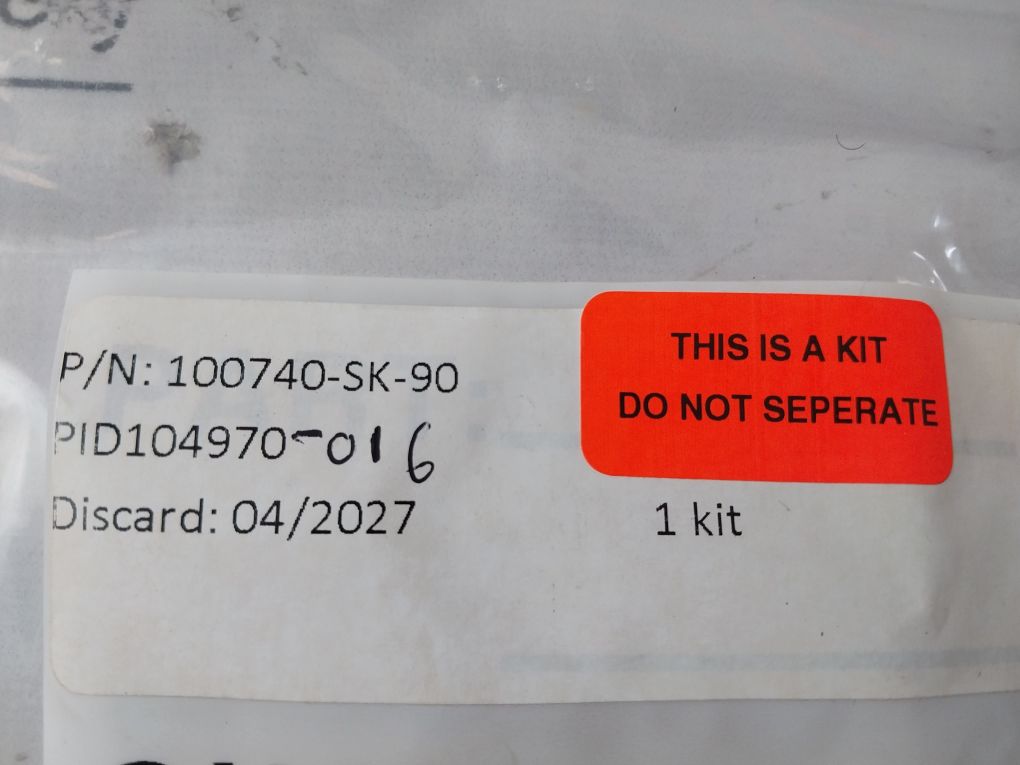 P/N: 100740-SK-90
PID104970-016
Discard: 04/2027
THIS IS A KIT
DO NOT SEPERATE
1 kit